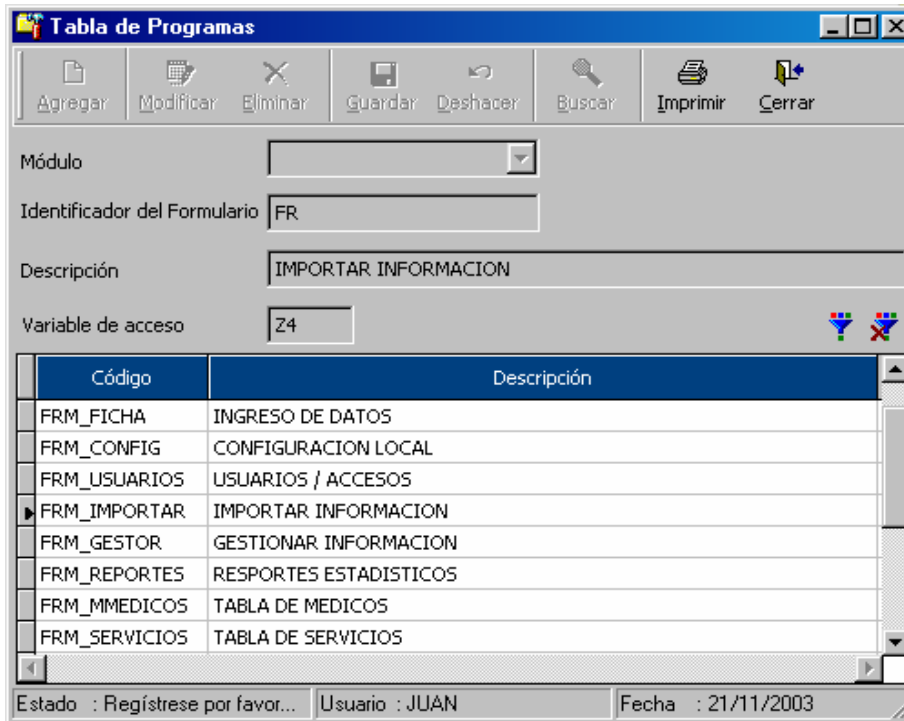 Tabla de Programas
Agregar Modificar Eliminar Guardar Deshacer Buscar Imprimir Cerrar
Módulo
Identificador del Formulario FR
Descripción IMPORTAR INFORMACION
Variable de acceso Z4
Código Descripción
FRM_FICHA INGRESO DE DATOS
FRM_CONFIG CONFIGURACION LOCAL
FRM_USUARIOS USUARIOS / ACCESOS
FRM_IMPORTAR IMPORTAR INFORMACION
FRM_GESTOR GESTIONAR INFORMACION
FRM_REPORTES RESPORTES ESTADISTICOS
FRM_MMEDICOS TABLA DE MEDICOS
FRM_SERVICIOS TABLA DE SERVICIOS
Estado : Regístrese por favor... Usuario : JUAN Fecha : 21/11/2003